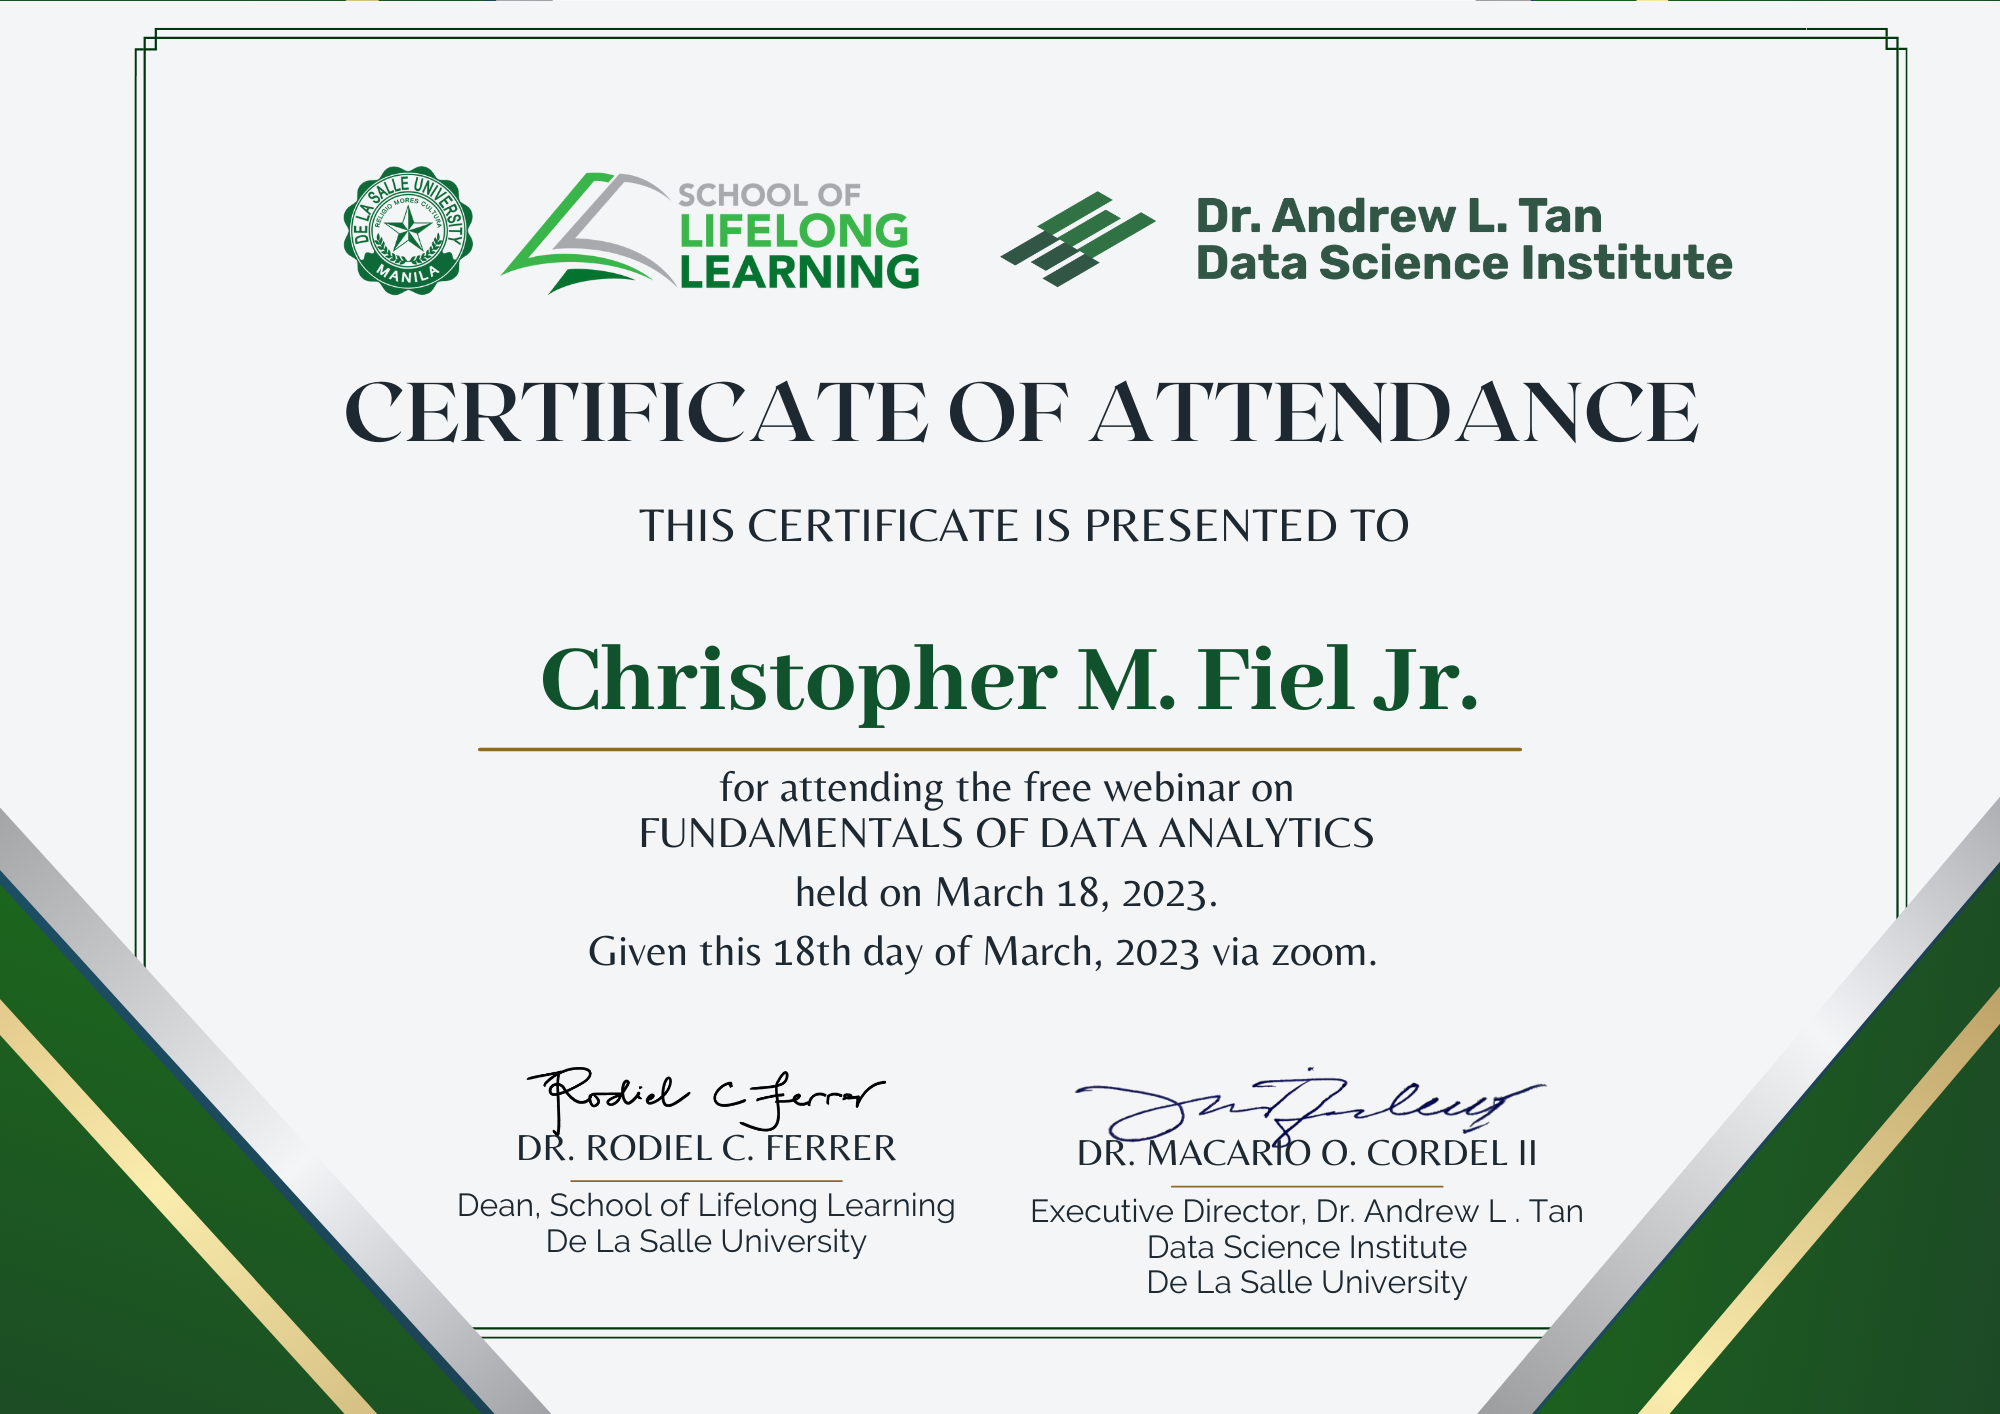 DE LA SALLE UNIVERSITY
RELIGIO MORES CULTURA
MANILA
SCHOOL OF
LIFELONG
LEARNING
Dr. Andrew L. Tan
Data Science Institute
CERTIFICATE OF ATTENDANCE
THIS CERTIFICATE IS PRESENTED TO
Christopher M. Fiel Jr.
for attending the free webinar on
FUNDAMENTALS OF DATA ANALYTICS
held on March 18, 2023.
Given this 18th day of March, 2023 via zoom.
Rodiel C Ferrer
DR. RODIEL C. FERRER
Dean, School of Lifelong Learning
De La Salle University
DR. MACARIO O. CORDEL II
Executive Director, Dr. Andrew L . Tan
Data Science Institute
De La Salle University